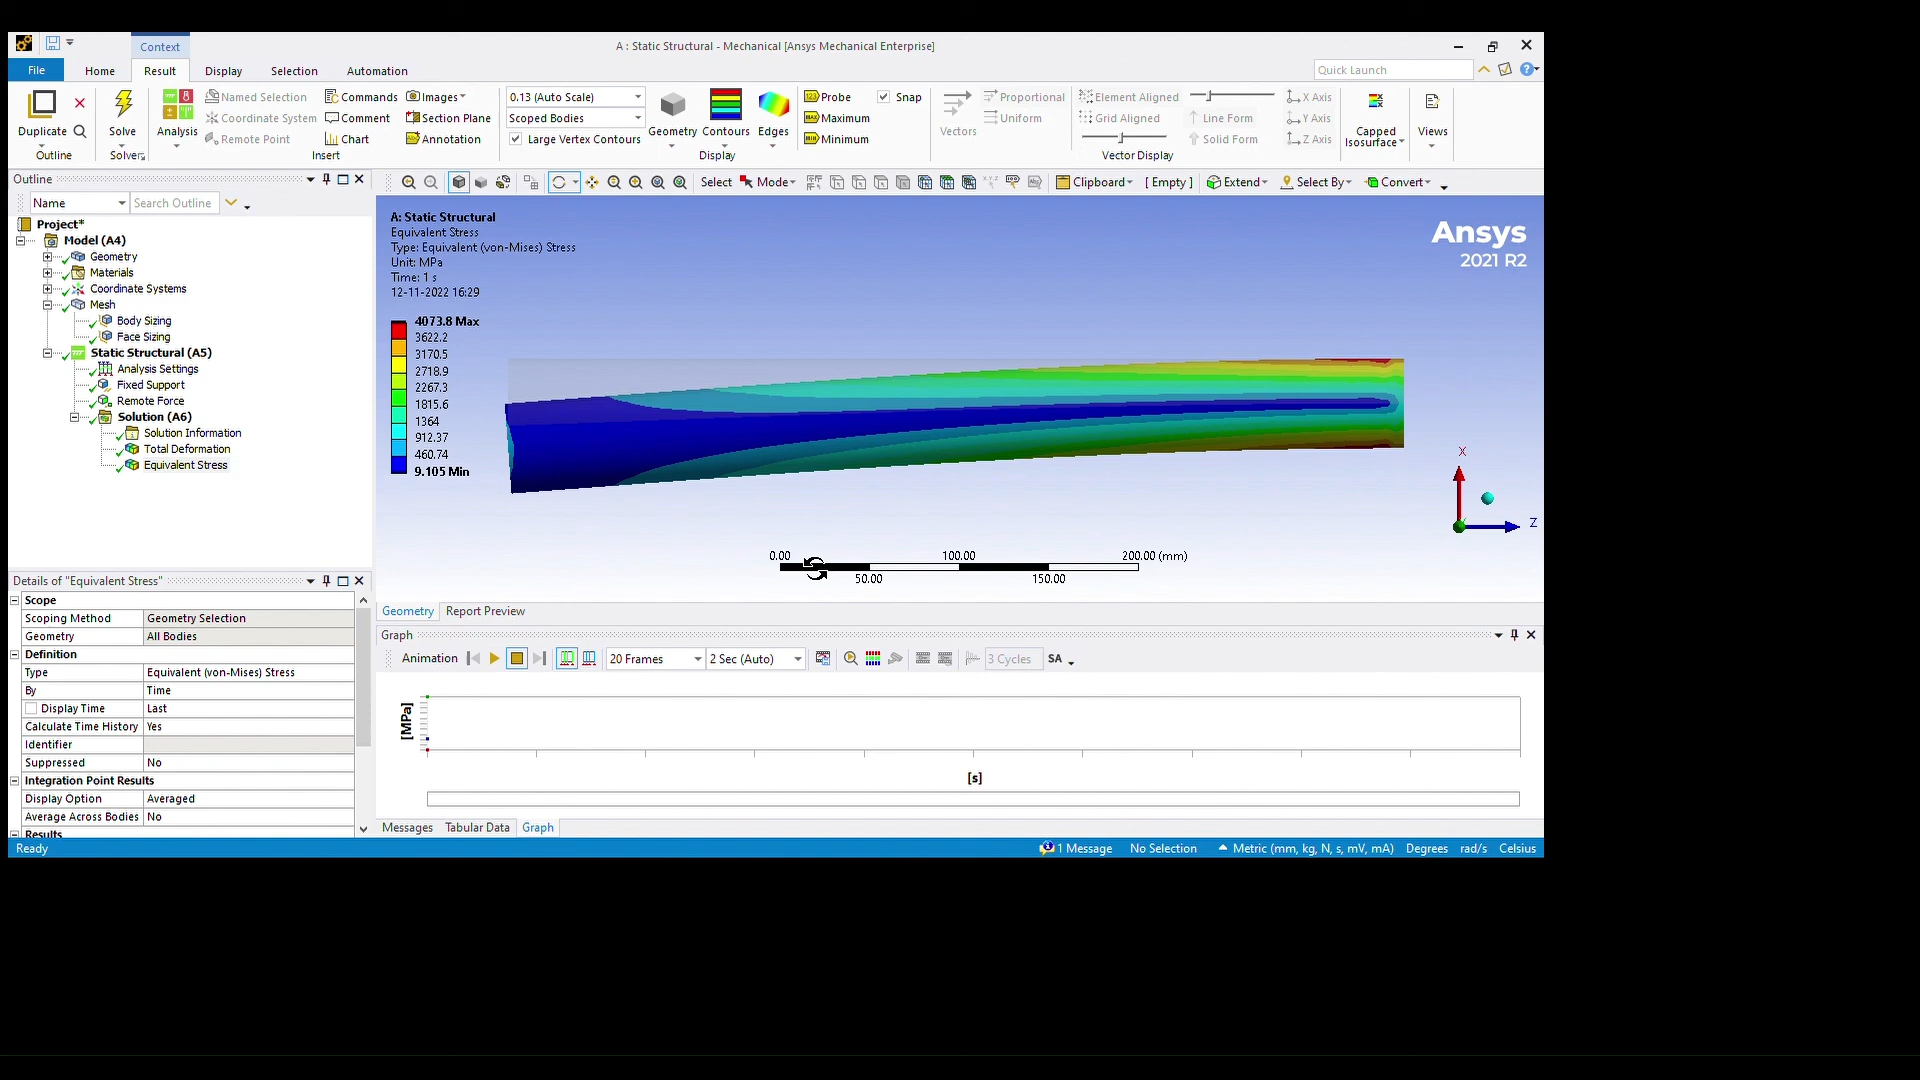 Context
A : Static Structural - Mechanical [Ansys Mechanical Enterprise]
File Home Result Display Selection Automation
Quick Launch
Duplicate
Outline
Solve
Solver
Analysis
Named Selection
Coordinate System
Remote Point
Commands
Comment
Chart
Images
Section Plane
Annotation
Insert
0.13 (Auto Scale)
Scoped Bodies
Large Vertex Contours
Geometry
Contours
Edges
Display
Probe
Maximum
Minimum
Snap
Vectors
Proportional
Uniform
Element Aligned
Grid Aligned
Line Form
Solid Form
X Axis
Y Axis
Z Axis
Vector Display
Capped
Isosurface
Views
Outline
Name
Search Outline
Select Mode Clipboard [ Empty ] Extend Select By Convert
Project*
Model (A4)
Geometry
Materials
Coordinate Systems
Mesh
Body Sizing
Face Sizing
Static Structural (A5)
Analysis Settings
Fixed Support
Remote Force
Solution (A6)
Solution Information
Total Deformation
Equivalent Stress
A: Static Structural
Equivalent Stress
Type: Equivalent (von-Mises) Stress
Unit: MPa
Time: 1 s
12-11-2022 16:29
4073.8 Max
3622.2
3170.5
2718.9
2267.3
1815.6
1364
912.37
460.74
9.105 Min
Ansys
2021 R2
X
Z
0.00 100.00 200.00 (mm)
50.00 150.00
Details of "Equivalent Stress"
Scope
Scoping Method Geometry Selection
Geometry All Bodies
Definition
Type Equivalent (von-Mises) Stress
By Time
Display Time Last
Calculate Time History Yes
Identifier
Suppressed No
Integration Point Results
Display Option Averaged
Average Across Bodies No
Results
Geometry Report Preview
Graph
Animation 20 Frames 2 Sec (Auto) 3 Cycles SA
[MPa]
[s]
Messages Tabular Data Graph
Ready 1 Message No Selection Metric (mm, kg, N, s, mV, mA) Degrees rad/s Celsius